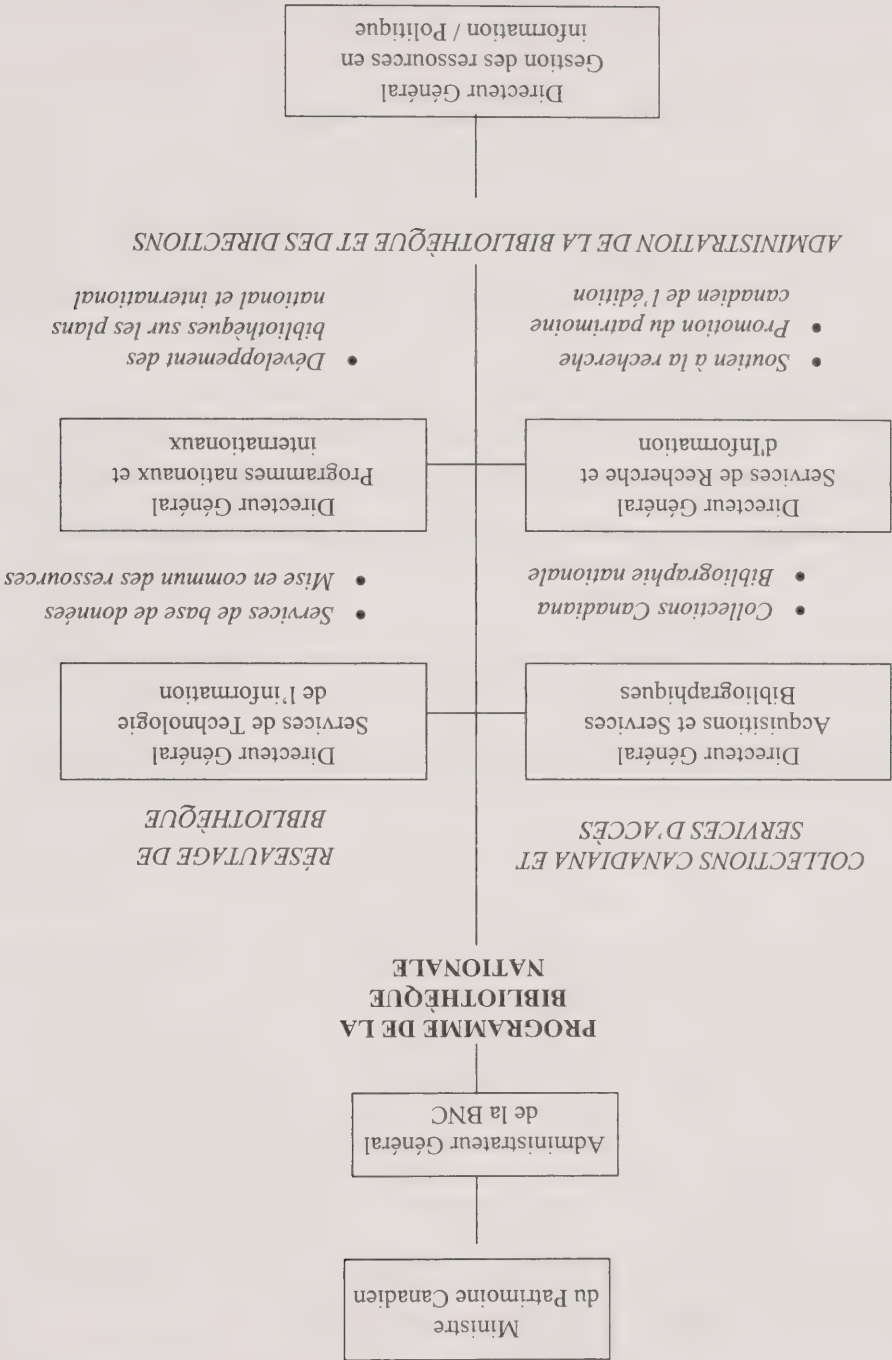 Ministre
du Patrimoine Canadien
Administrateur Général
de la BNC
PROGRAMME DE LA
BIBLIOTHÈQUE
NATIONALE
COLLECTIONS CANADIANA ET
SERVICES D'ACCÈS
Directeur Général
Acquisitions et Services
Bibliographiques
• Collections Canadiana
• Bibliographie nationale
Directeur Général
Services de Recherche et
d'Information
• Soutien à la recherche
• Promotion du patrimoine
canadien de l'édition
RÉSEAUTAGE DE
BIBLIOTHÈQUE
Directeur Général
Services de Technologie
de l'information
• Services de base de données
• Mise en commun des ressources
Directeur Général
Programmes nationaux et
internationaux
• Développement des
bibliothèques sur les plans
national et international
ADMINISTRATION DE LA BIBLIOTHÈQUE ET DES DIRECTIONS
Directeur Général
Gestion des ressources en
information / Politique